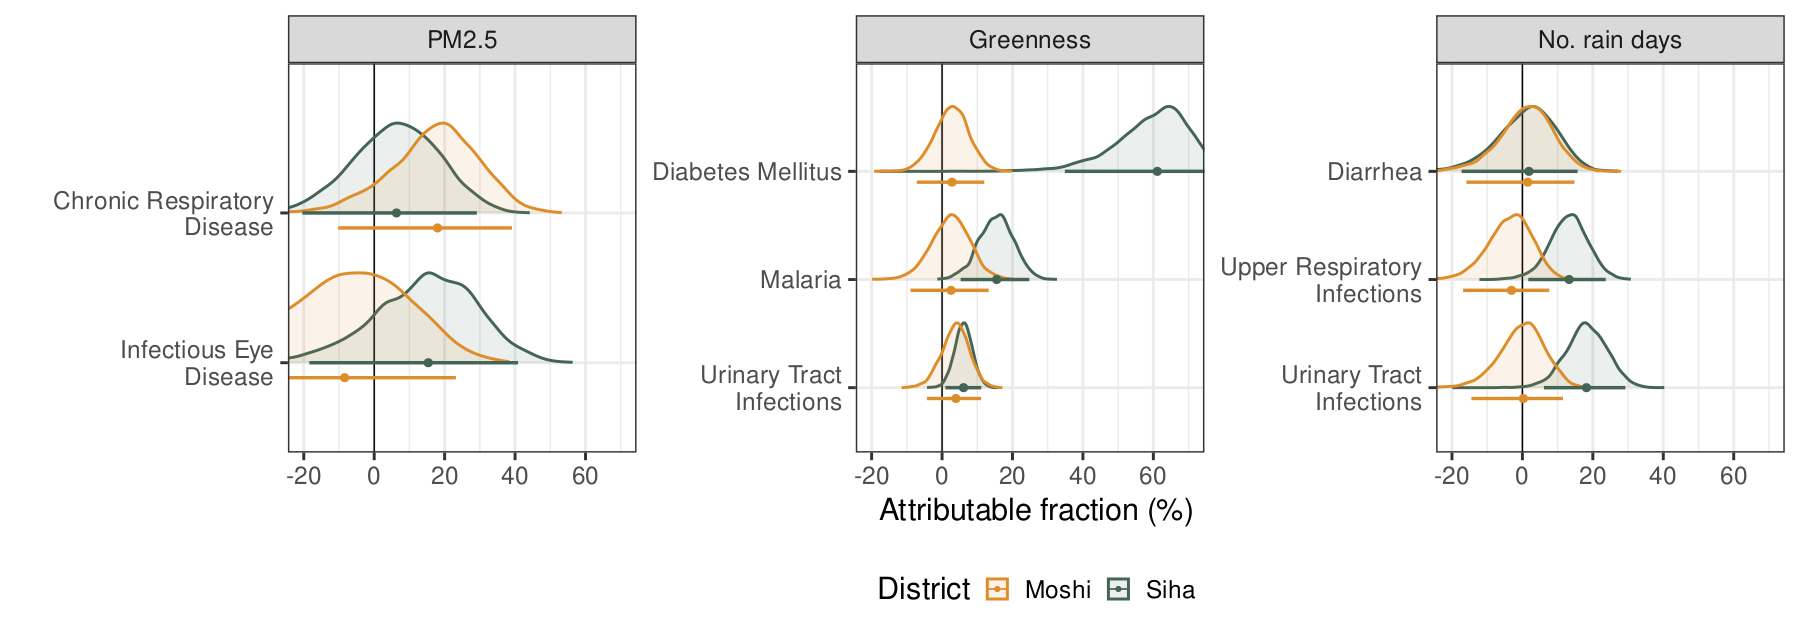 PM2.5
Greenness
No. rain days
Chronic Respiratory
Disease
Infectious Eye
Disease
-20 0 20 40 60
Diabetes Mellitus
Malaria
Urinary Tract
Infections
-20 0 20 40 60
Diarrhea
Upper Respiratory
Infections
Urinary Tract
Infections
-20 0 20 40 60
Attributable fraction (%)
District Moshi Siha